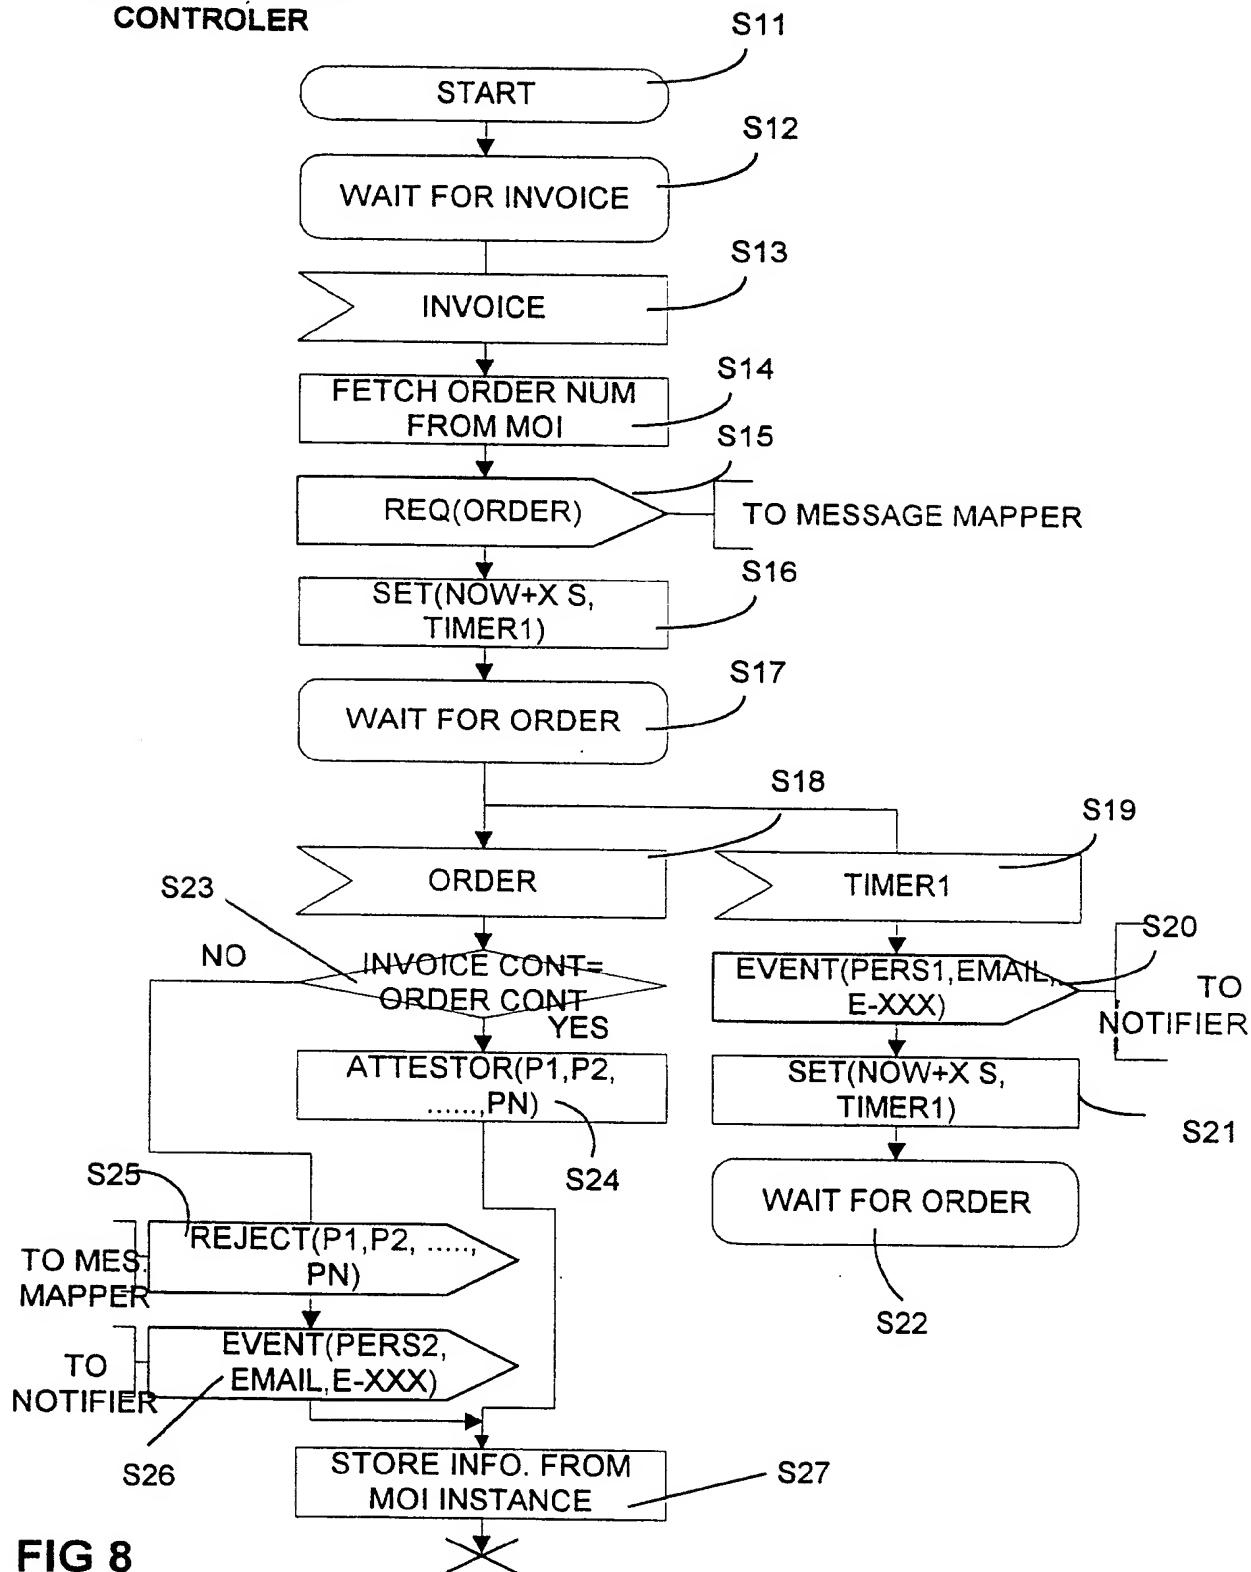 CONTROLER
S11
START
S12
WAIT FOR INVOICE
S13
INVOICE
S14
FETCH ORDER NUM
FROM MOI
S15
REQ(ORDER)
TO MESSAGE MAPPER
S16
SET(NOW+X S,
TIMER1)
S17
WAIT FOR ORDER
S18
S19
ORDER
TIMER1
S23
S20
NO
INVOICE CONT=
ORDER CONT
YES
EVENT(PERS1,EMAIL,
E-XXX)
TO
NOTIFIER
ATTESTOR(P1,P2,
......,PN)
SET(NOW+X S,
TIMER1)
S21
S24
S25
WAIT FOR ORDER
REJECT(P1,P2, .....,
PN)
TO MES.
MAPPER
S22
EVENT(PERS2,
EMAIL,E-XXX)
TO
NOTIFIER
S26
STORE INFO. FROM
MOI INSTANCE
S27
FIG 8